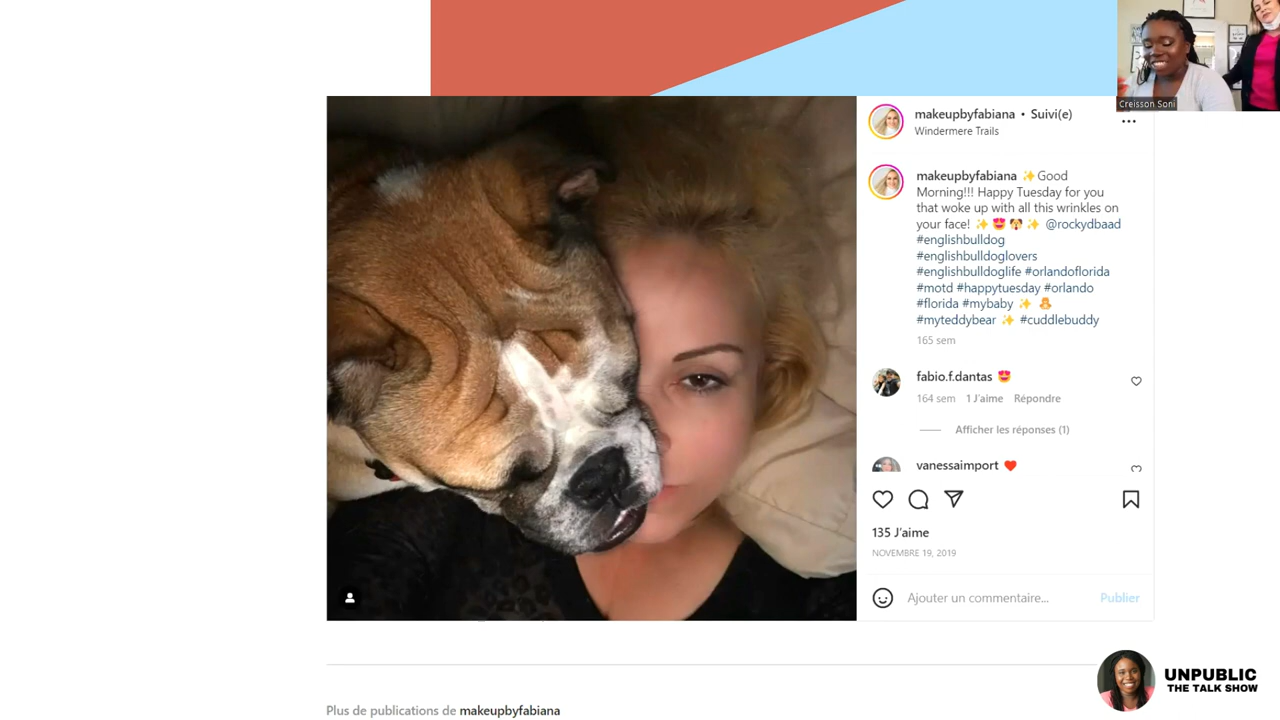 Creisson Soni
makeupbyfabiana • Suivi(e)
Windermere Trails
makeupbyfabiana ✨Good
Morning!!! Happy Tuesday for you
that woke up with all this wrinkles on
your face! ✨😍🐶✨ @rockydbaad
#englishbulldog
#englishbulldoglovers
#englishbulldoglife #orlandoflorida
#motd #happytuesday #orlando
#florida #mybaby ✨ 🧸
#myteddybear ✨ #cuddlebuddy
165 sem
fabio.f.dantas 😍
164 sem 1 J'aime Répondre
Afficher les réponses (1)
vanessaimport ❤️
135 J'aime
NOVEMBRE 19, 2019
Ajouter un commentaire... Publier
UNPUBLIC
THE TALK SHOW
Plus de publications de makeupbyfabiana